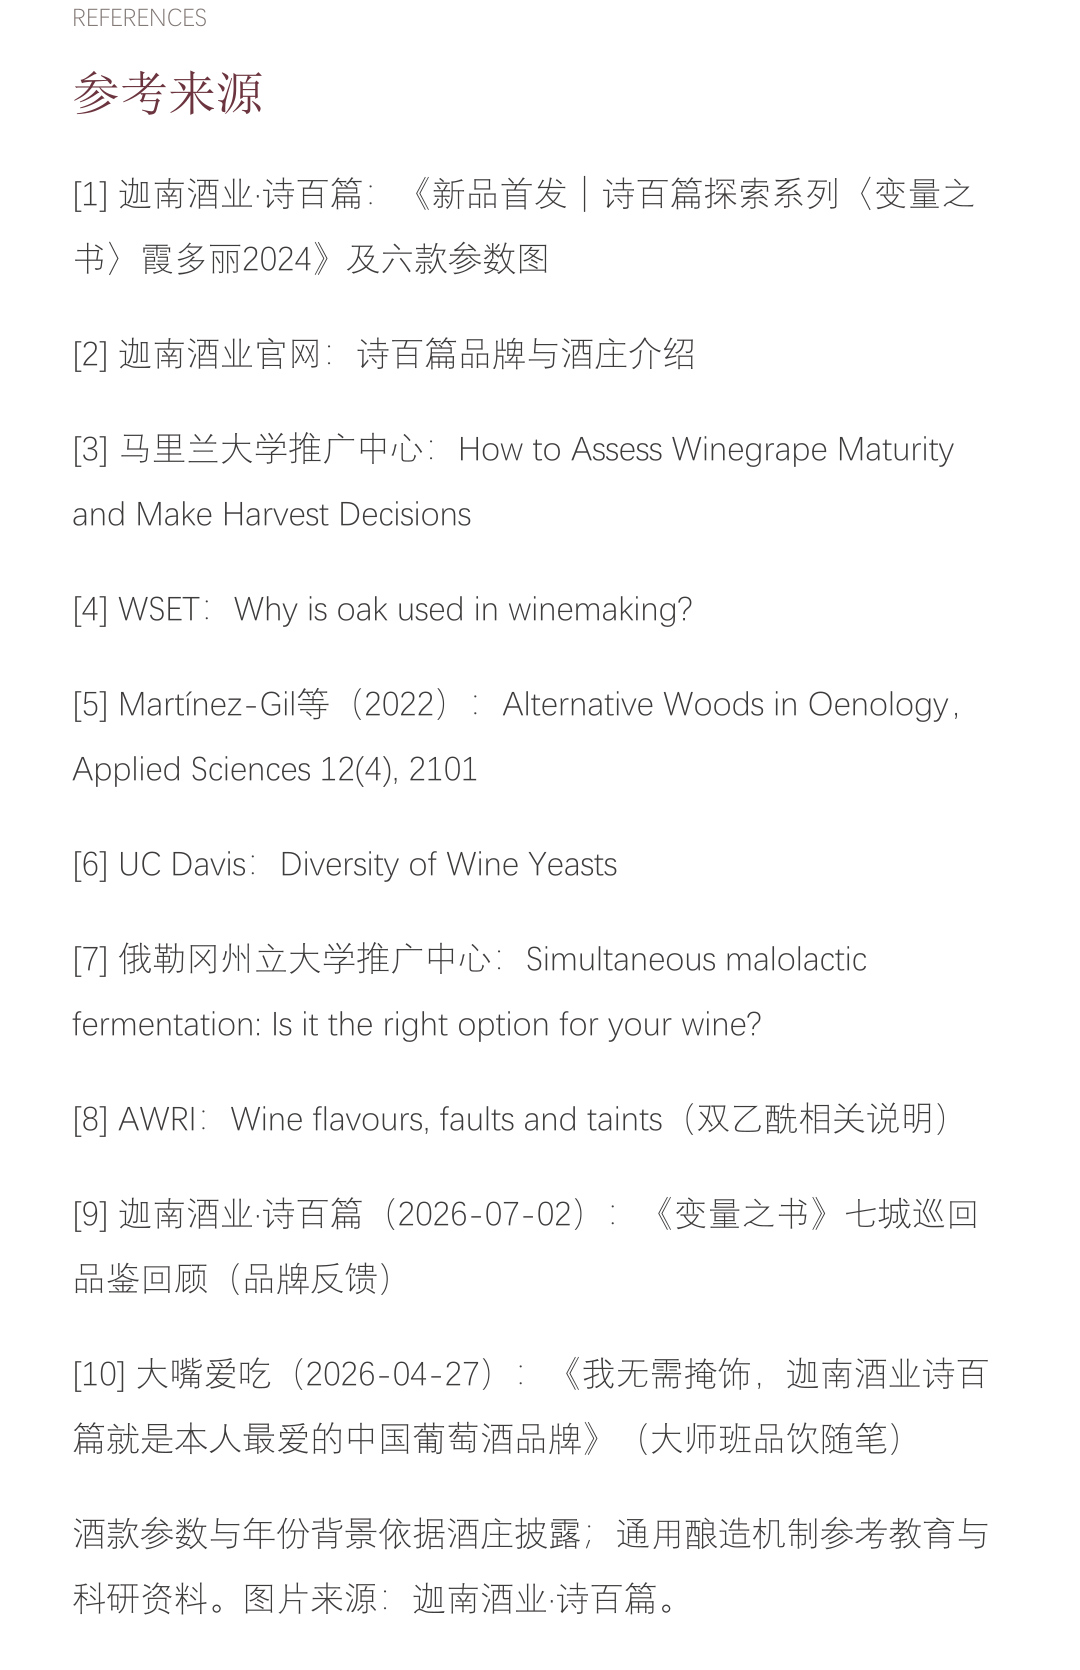 REFERENCES
参考来源
[1] 迦南酒业·诗百篇：《新品首发｜诗百篇探索系列〈变量之
书〉霞多丽2024》及六款参数图
[2] 迦南酒业官网：诗百篇品牌与酒庄介绍
[3] 马里兰大学推广中心：How to Assess Winegrape Maturity
and Make Harvest Decisions
[4] WSET：Why is oak used in winemaking?
[5] Martínez-Gil等（2022）：Alternative Woods in Oenology，
Applied Sciences 12(4), 2101
[6] UC Davis：Diversity of Wine Yeasts
[7] 俄勒冈州立大学推广中心：Simultaneous malolactic
fermentation: Is it the right option for your wine?
[8] AWRI：Wine flavours, faults and taints（双乙酰相关说明）
[9] 迦南酒业·诗百篇（2026-07-02）：《变量之书》七城巡回
品鉴回顾（品牌反馈）
[10] 大嘴爱吃（2026-04-27）：《我无需掩饰，迦南酒业诗百
篇就是本人最爱的中国葡萄酒品牌》（大师班品饮随笔）
酒款参数与年份背景依据酒庄披露；通用酿造机制参考教育与
科研资料。图片来源：迦南酒业·诗百篇。